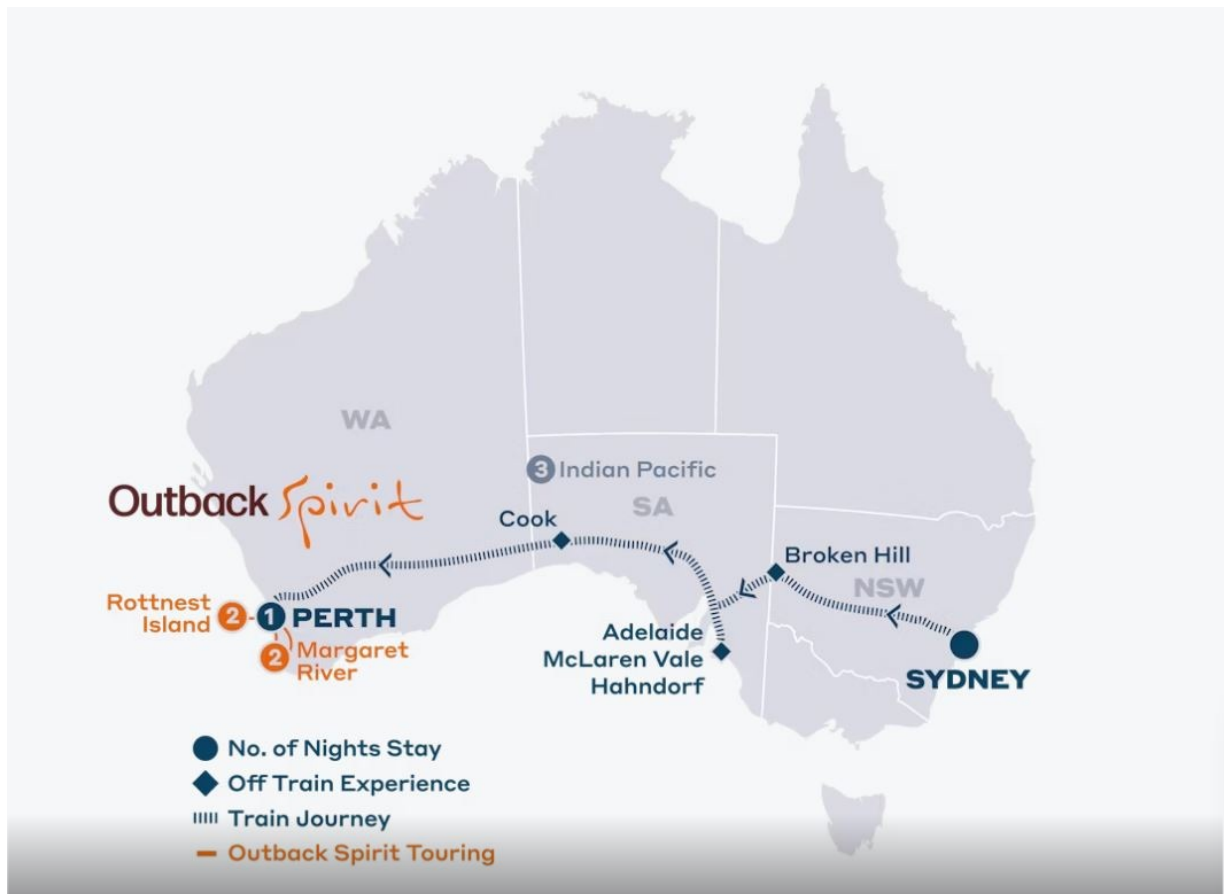 WA
3 Indian Pacific
SA
Outback Spirit
Cook
Broken Hill
NSW
Rottnest
Island
2
1 PERTH
2
Margaret
River
Adelaide
McLaren Vale
Hahndorf
SYDNEY
No. of Nights Stay
Off Train Experience
Train Journey
Outback Spirit Touring